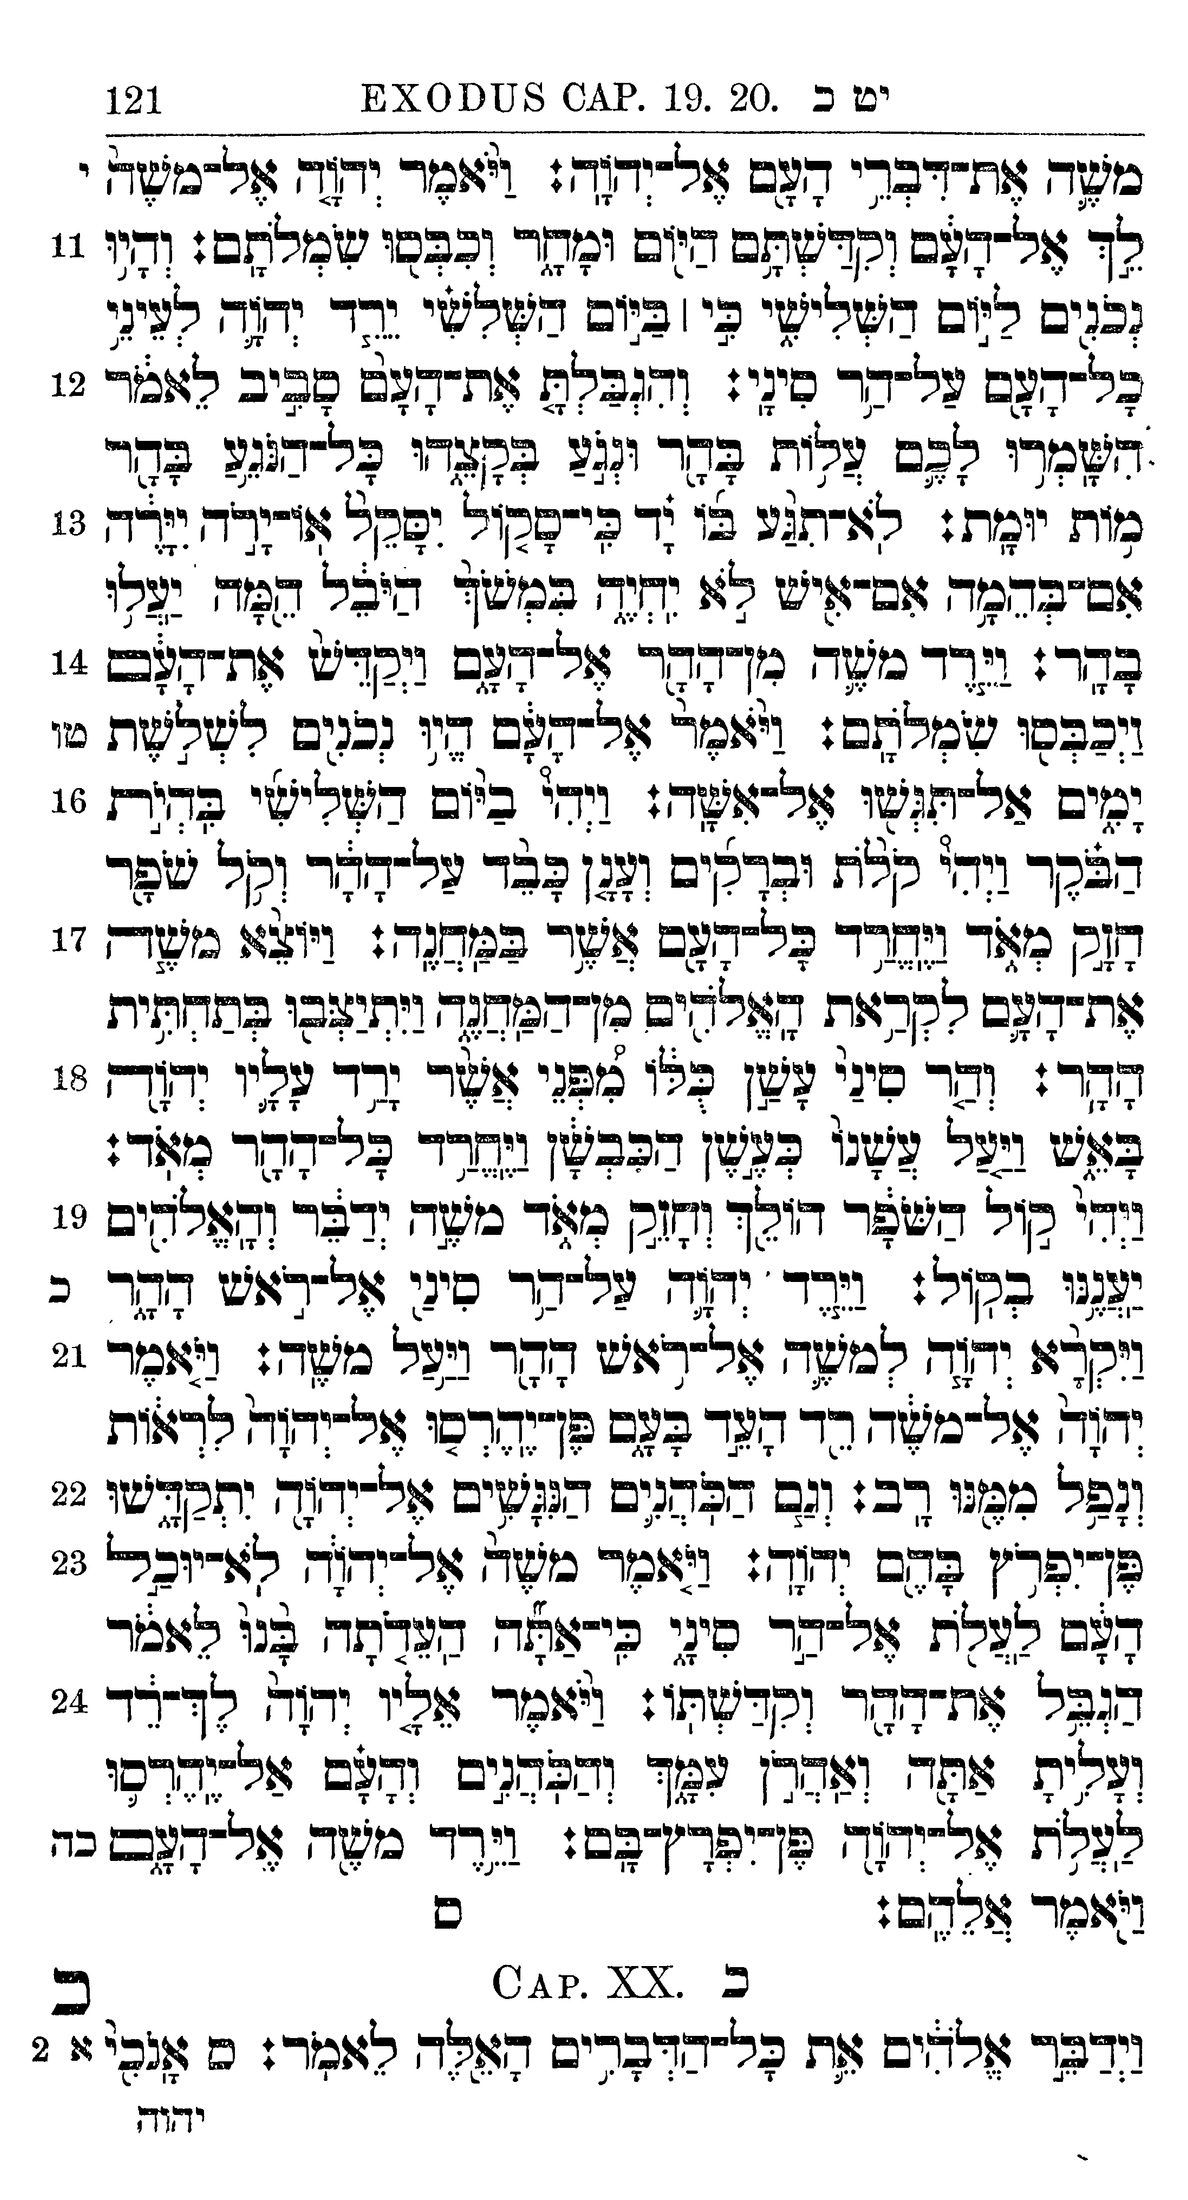 121 EXODUS CAP. 19. 20. יט כ
מֹשֶׁ֛ה אֶת־דִּבְרֵ֥י הָעָ֖ם אֶל־יְהוָֽה׃ וַיֹּ֨אמֶר יְהוָ֤ה אֶל־מֹשֶׁה֙ י
לֵ֣ךְ אֶל־הָעָ֔ם וְקִדַּשְׁתָּ֥ם הַיּ֖וֹם וּמָחָ֑ר וְכִבְּס֖וּ שִׂמְלֹתָֽם׃ וְהָי֥וּ 11
נְכֹנִ֖ים לַיּ֣וֹם הַשְּׁלִישִׁ֑י כִּ֣י ׀ בַּיּ֣וֹם הַשְּׁלִשִׁ֗י יֵרֵ֧ד יְהוָ֛ה לְעֵינֵ֥י
כָל־הָעָ֖ם עַל־הַ֥ר סִינָֽי׃ וְהִגְבַּלְתָּ֤ אֶת־הָעָם֙ סָבִ֣יב לֵאמֹ֔ר 12
הִשָּׁמְר֥וּ לָכֶ֛ם עֲל֥וֹת בָּהָ֖ר וּנְגֹ֣עַ בְּקָצֵ֑הוּ כָּל־הַנֹּגֵ֥עַ בָּהָ֖ר
מ֥וֹת יוּמָֽת׃ לֹא־תִגַּ֨ע בּ֜וֹ יָ֗ד כִּֽי־סָק֤וֹל יִסָּקֵל֙ אוֹ־יָרֹ֣ה יִיָּרֶ֔ה 13
אִם־בְּהֵמָ֥ה אִם־אִ֖ישׁ לֹ֣א יִֽחְיֶ֑ה בִּמְשֹׁךְ֙ הַיֹּבֵ֔ל הֵ֖מָּה יַעֲל֥וּ
בָהָֽר׃ וַיֵּ֧רֶד מֹשֶׁ֛ה מִן־הָהָ֖ר אֶל־הָעָ֑ם וַיְקַדֵּשׁ֙ אֶת־הָעָ֔ם 14
וַֽיְכַבְּס֖וּ שִׂמְלֹתָֽם׃ וַיֹּ֨אמֶר֙ אֶל־הָעָ֔ם הֱי֥וּ נְכֹנִ֖ים לִשְׁלֹ֣שֶׁת טו
יָמִ֑ים אַֽל־תִּגְּשׁ֖וּ אֶל־אִשָּֽׁה׃ וַיְהִי֩ בַיּ֨וֹם הַשְּׁלִישִׁ֜י בִּֽהְיֹ֣ת 16
הַבֹּ֗קֶר וַיְהִי֩ קֹלֹ֨ת וּבְרָקִ֜ים וְעָנָ֤ן כָּבֵד֙ עַל־הָהָ֔ר וְקֹ֥ל שֹׁפָ֖ר
חָזָ֣ק מְאֹ֑ד וַיֶּחֱרַ֥ד כָּל־הָעָ֖ם אֲשֶׁ֥ר בַּֽמַּחֲנֶֽה׃ וַיּוֹצֵ֨א מֹשֶׁ֧ה 17
אֶת־הָעָ֛ם לִקְרַ֥את הָֽאֱלֹהִ֖ים מִן־הַֽמַּחֲנֶ֑ה וַיִּֽתְיַצְּב֖וּ בְּתַחְתִּ֥ית
הָהָֽר׃ וְהַ֤ר סִינַי֙ עָשַׁ֣ן כֻּלּ֔וֹ מִ֠פְּנֵי אֲשֶׁ֨ר יָרַ֥ד עָלָ֛יו יְהוָ֖ה 18
בָּאֵ֑שׁ וַיַּ֤עַל עֲשָׁנוֹ֙ כְּעֶ֣שֶׁן הַכִּבְשָׁ֔ן וַיֶּחֱרַ֥ד כָּל־הָהָ֖ר מְאֹֽד׃
וַיְהִי֙ ק֣וֹל הַשֹּׁפָ֔ר הוֹלֵ֖ךְ וְחָזֵ֣ק מְאֹ֑ד מֹשֶׁ֣ה יְדַבֵּ֔ר וְהָאֱלֹהִ֖ים 19
יַעֲנֶ֥נּוּ בְקֽוֹל׃ וַיֵּ֧רֶד יְהוָ֛ה עַל־הַ֥ר סִינַ֖י אֶל־רֹ֣אשׁ הָהָ֑ר כ
וַיִּקְרָ֨א יְהוָ֧ה לְמֹשֶׁ֛ה אֶל־רֹ֥אשׁ הָהָ֖ר וַיַּ֥עַל מֹשֶֽׁה׃ וַיֹּ֤אמֶר 21
יְהוָה֙ אֶל־מֹשֶׁ֔ה רֵ֖ד הָעֵ֣ד בָּעָ֑ם פֶּן־יֶהֶרְס֤וּ אֶל־יְהוָה֙ לִרְא֔וֹת
וְנָפַ֥ל מִמֶּ֖נּוּ רָֽב׃ וְגַ֧ם הַכֹּהֲנִ֛ים הַנִּגָּשִׁ֥ים אֶל־יְהוָ֖ה יִתְקַדָּ֑שׁוּ 22
פֶּן־יִפְרֹ֥ץ בָּהֶ֖ם יְהוָֽה׃ וַיֹּ֤אמֶר מֹשֶׁה֙ אֶל־יְהוָ֔ה לֹא־יוּכַ֣ל 23
הָעָ֔ם לַעֲלֹ֖ת אֶל־הַ֣ר סִינָ֑י כִּֽי־אַתָּ֞ה הַעֵדֹ֤תָה בָּ֨נוּ֙ לֵאמֹ֔ר
הַגְבֵּ֥ל אֶת־הָהָ֖ר וְקִדַּשְׁתּֽוֹ׃ וַיֹּ֨אמֶר אֵלָ֤יו יְהוָה֙ לֶךְ־רֵ֔ד 24
וְעָלִ֥יתָ אַתָּ֖ה וְאַהֲרֹ֣ן עִמָּ֑ךְ וְהַכֹּהֲנִ֣ים וְהָעָ֗ם אַל־יֶֽהֶרְס֛וּ
לַעֲלֹ֥ת אֶל־יְהוָ֖ה פֶּן־יִפְרָץ־בָּֽם׃ וַיֵּ֥רֶד מֹשֶׁ֖ה אֶל־הָעָ֑ם כה
וַיֹּ֖אמֶר אֲלֵהֶֽם׃ ס
כ CAP. XX. כ
וַיְדַבֵּ֣ר אֱלֹהִ֔ים אֵ֛ת כָּל־הַדְּבָרִ֥ים הָאֵ֖לֶּה לֵאמֹֽר׃ ס אָֽנֹכִ֖י֙ א 2
יהוה